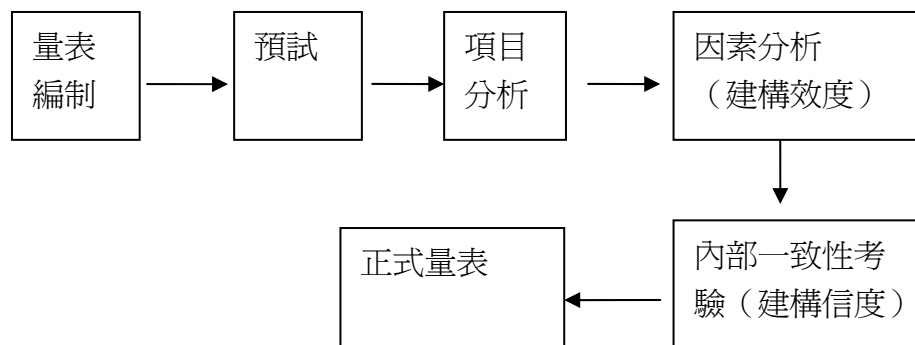 量表
編制
預試
項目
分析
因素分析
（建構效度）
內部一致性考
驗（建構信度）
正式量表